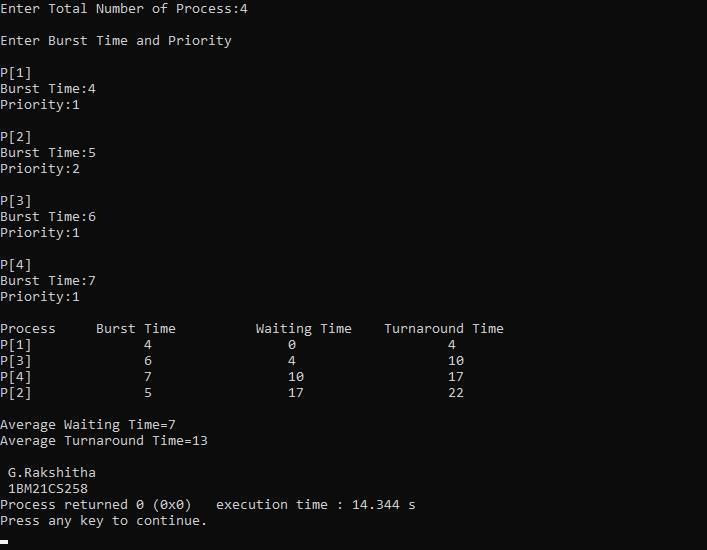 Enter Total Number of Process:4
Enter Burst Time and Priority
P[1]
Burst Time:4
Priority:1
P[2]
Burst Time:5
Priority:2
P[3]
Burst Time:6
Priority:1
P[4]
Burst Time:7
Priority:1
Process     Burst Time          Waiting Time    Turnaround Time
P[1]              4                 0                   4
P[3]              6                 4                   10
P[4]              7                 10                  17
P[2]              5                 17                  22
Average Waiting Time=7
Average Turnaround Time=13
G.Rakshitha
1BM21CS258
Process returned 0 (0x0)   execution time : 14.344 s
Press any key to continue.